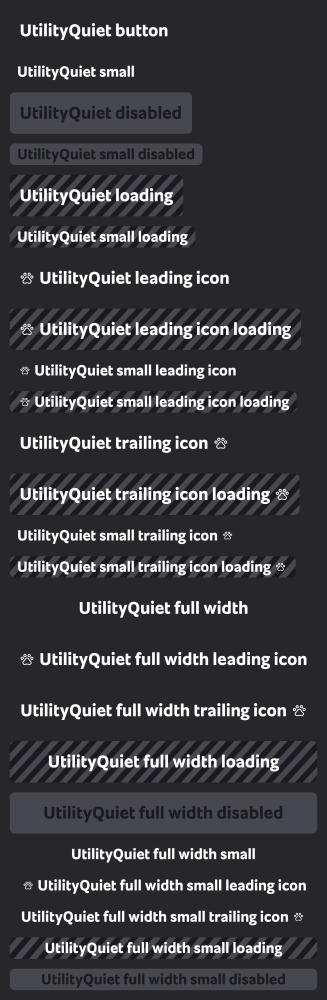 UtilityQuiet button
UtilityQuiet small
UtilityQuiet disabled
UtilityQuiet small disabled
UtilityQuiet loading
UtilityQuiet small loading
UtilityQuiet leading icon
UtilityQuiet leading icon loading
UtilityQuiet small leading icon
UtilityQuiet small leading icon loading
UtilityQuiet trailing icon
UtilityQuiet trailing icon loading
UtilityQuiet small trailing icon
UtilityQuiet small trailing icon loading
UtilityQuiet full width
UtilityQuiet full width leading icon
UtilityQuiet full width trailing icon
UtilityQuiet full width loading
UtilityQuiet full width disabled
UtilityQuiet full width small
UtilityQuiet full width small leading icon
UtilityQuiet full width small trailing icon
UtilityQuiet full width small loading
UtilityQuiet full width small disabled